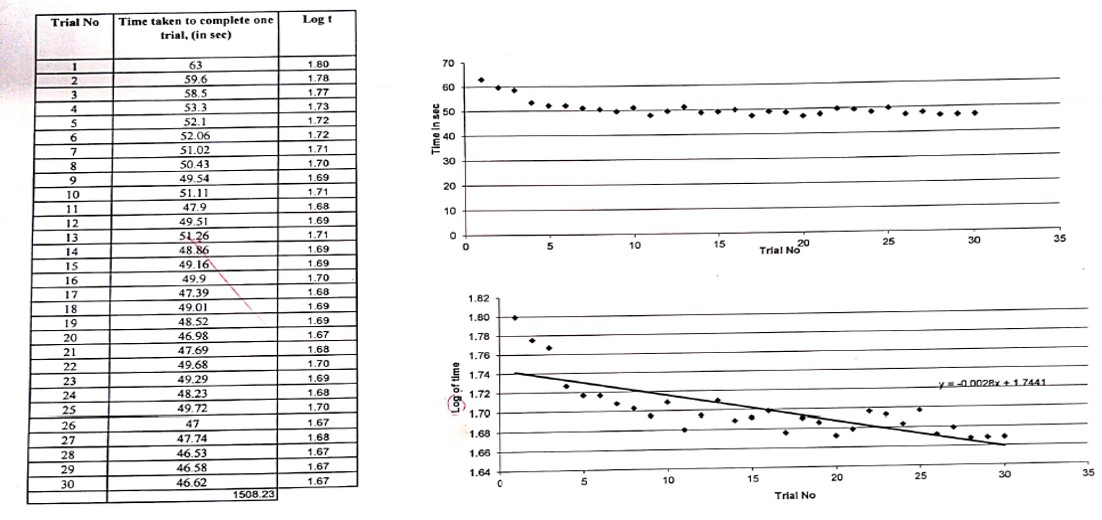 Trial No Time taken to complete one trial, (in sec) Log t
1 63 1.80
2 59.6 1.78
3 58.5 1.77
4 53.3 1.73
5 52.1 1.72
6 52.06 1.72
7 51.02 1.71
8 50.43 1.70
9 49.54 1.69
10 51.11 1.71
11 47.9 1.68
12 49.51 1.69
13 51.26 1.71
14 48.86 1.69
15 49.16 1.69
16 49.9 1.70
17 47.39 1.68
18 49.01 1.69
19 48.52 1.69
20 46.98 1.67
21 47.69 1.68
22 49.68 1.70
23 49.29 1.69
24 48.23 1.68
25 49.72 1.70
26 47 1.67
27 47.74 1.68
28 46.53 1.67
29 46.58 1.67
30 46.62 1.67
1508.23
Time in sec
70
60
50
40
30
20
10
0
0 5 10 15 20 25 30 35
Trial No
Log of time
1.82
1.80
1.78
1.76
1.74
1.72
1.70
1.68
1.66
1.64
y = -0.0028x + 1.7441
0 5 10 15 20 25 30 35
Trial No